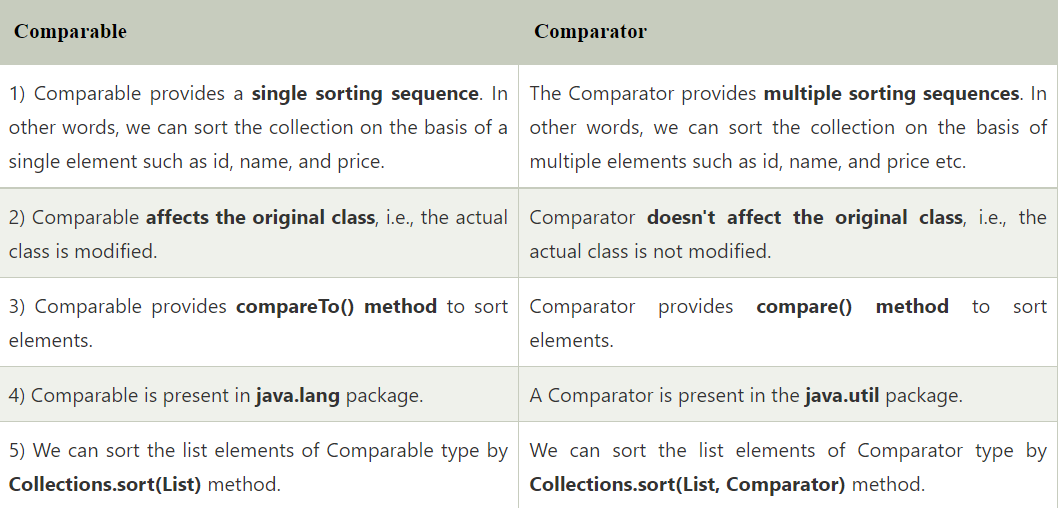 Comparable
Comparator
1) Comparable provides a single sorting sequence. In
other words, we can sort the collection on the basis of a
single element such as id, name, and price.
The Comparator provides multiple sorting sequences. In
other words, we can sort the collection on the basis of
multiple elements such as id, name, and price etc.
2) Comparable affects the original class, i.e., the actual
class is modified.
Comparator doesn't affect the original class, i.e., the
actual class is not modified.
3) Comparable provides compareTo() method to sort
elements.
Comparator provides compare() method to sort
elements.
4) Comparable is present in java.lang package.
A Comparator is present in the java.util package.
5) We can sort the list elements of Comparable type by
Collections.sort(List) method.
We can sort the list elements of Comparator type by
Collections.sort(List, Comparator) method.